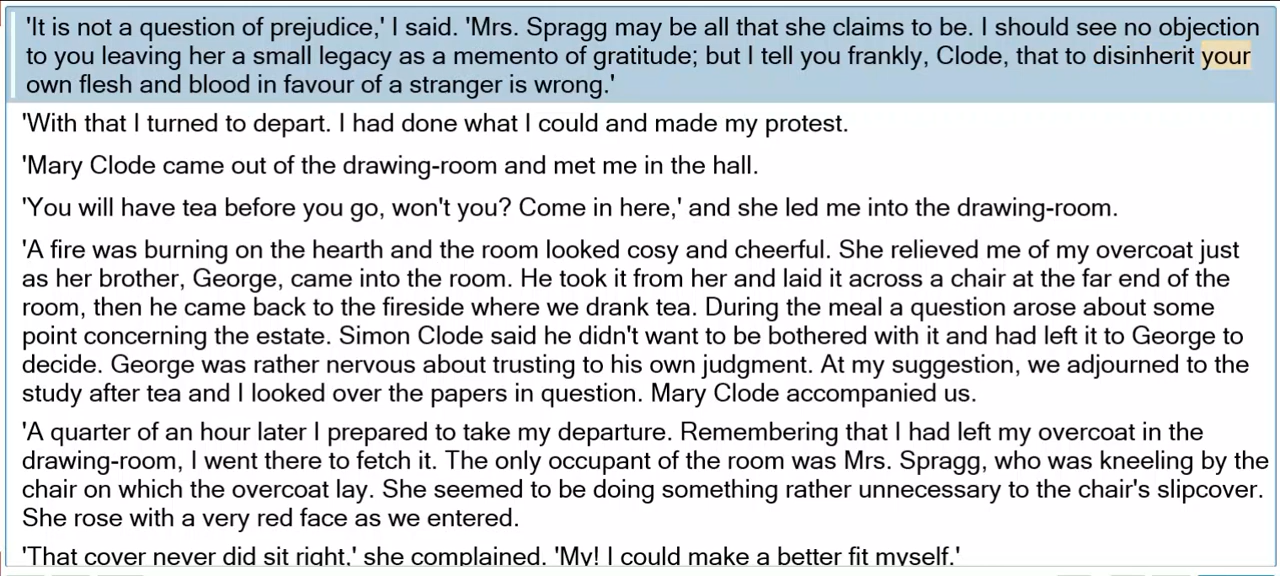 'It is not a question of prejudice,' I said. 'Mrs. Spragg may be all that she claims to be. I should see no objection
to you leaving her a small legacy as a memento of gratitude; but I tell you frankly, Clode, that to disinherit your
own flesh and blood in favour of a stranger is wrong.'
'With that I turned to depart. I had done what I could and made my protest.
'Mary Clode came out of the drawing-room and met me in the hall.
'You will have tea before you go, won't you? Come in here,' and she led me into the drawing-room.
'A fire was burning on the hearth and the room looked cosy and cheerful. She relieved me of my overcoat just
as her brother, George, came into the room. He took it from her and laid it across a chair at the far end of the
room, then he came back to the fireside where we drank tea. During the meal a question arose about some
point concerning the estate. Simon Clode said he didn't want to be bothered with it and had left it to George to
decide. George was rather nervous about trusting to his own judgment. At my suggestion, we adjourned to the
study after tea and I looked over the papers in question. Mary Clode accompanied us.
'A quarter of an hour later I prepared to take my departure. Remembering that I had left my overcoat in the
drawing-room, I went there to fetch it. The only occupant of the room was Mrs. Spragg, who was kneeling by the
chair on which the overcoat lay. She seemed to be doing something rather unnecessary to the chair's slipcover.
She rose with a very red face as we entered.
'That cover never did sit right,' she complained. 'My! I could make a better fit myself.'